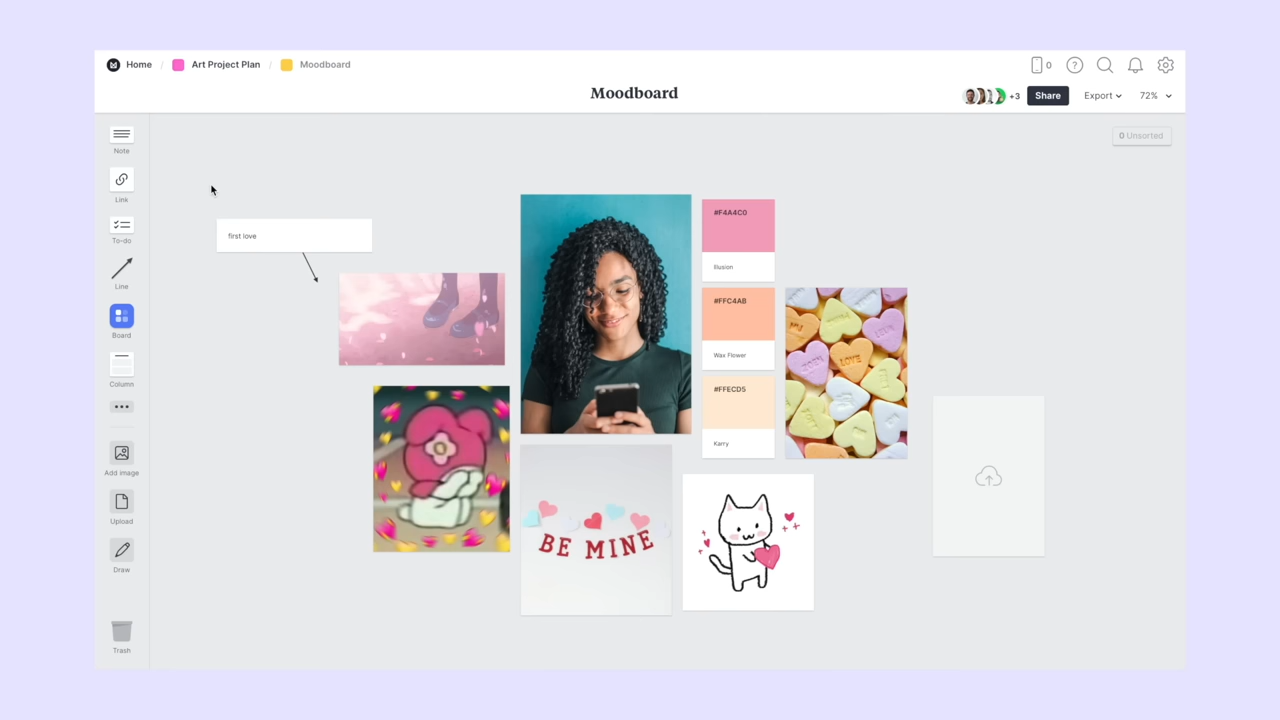 Home / Art Project Plan / Moodboard
0
Moodboard
+3
Share
Export
72%
0 Unsorted
Note
Link
To-do
Line
Board
Column
Add image
Upload
Draw
Trash
first love
#F4A4C0
Illusion
#FFC4AB
Wax Flower
#FFECD5
Karry
LOVE
BE MINE